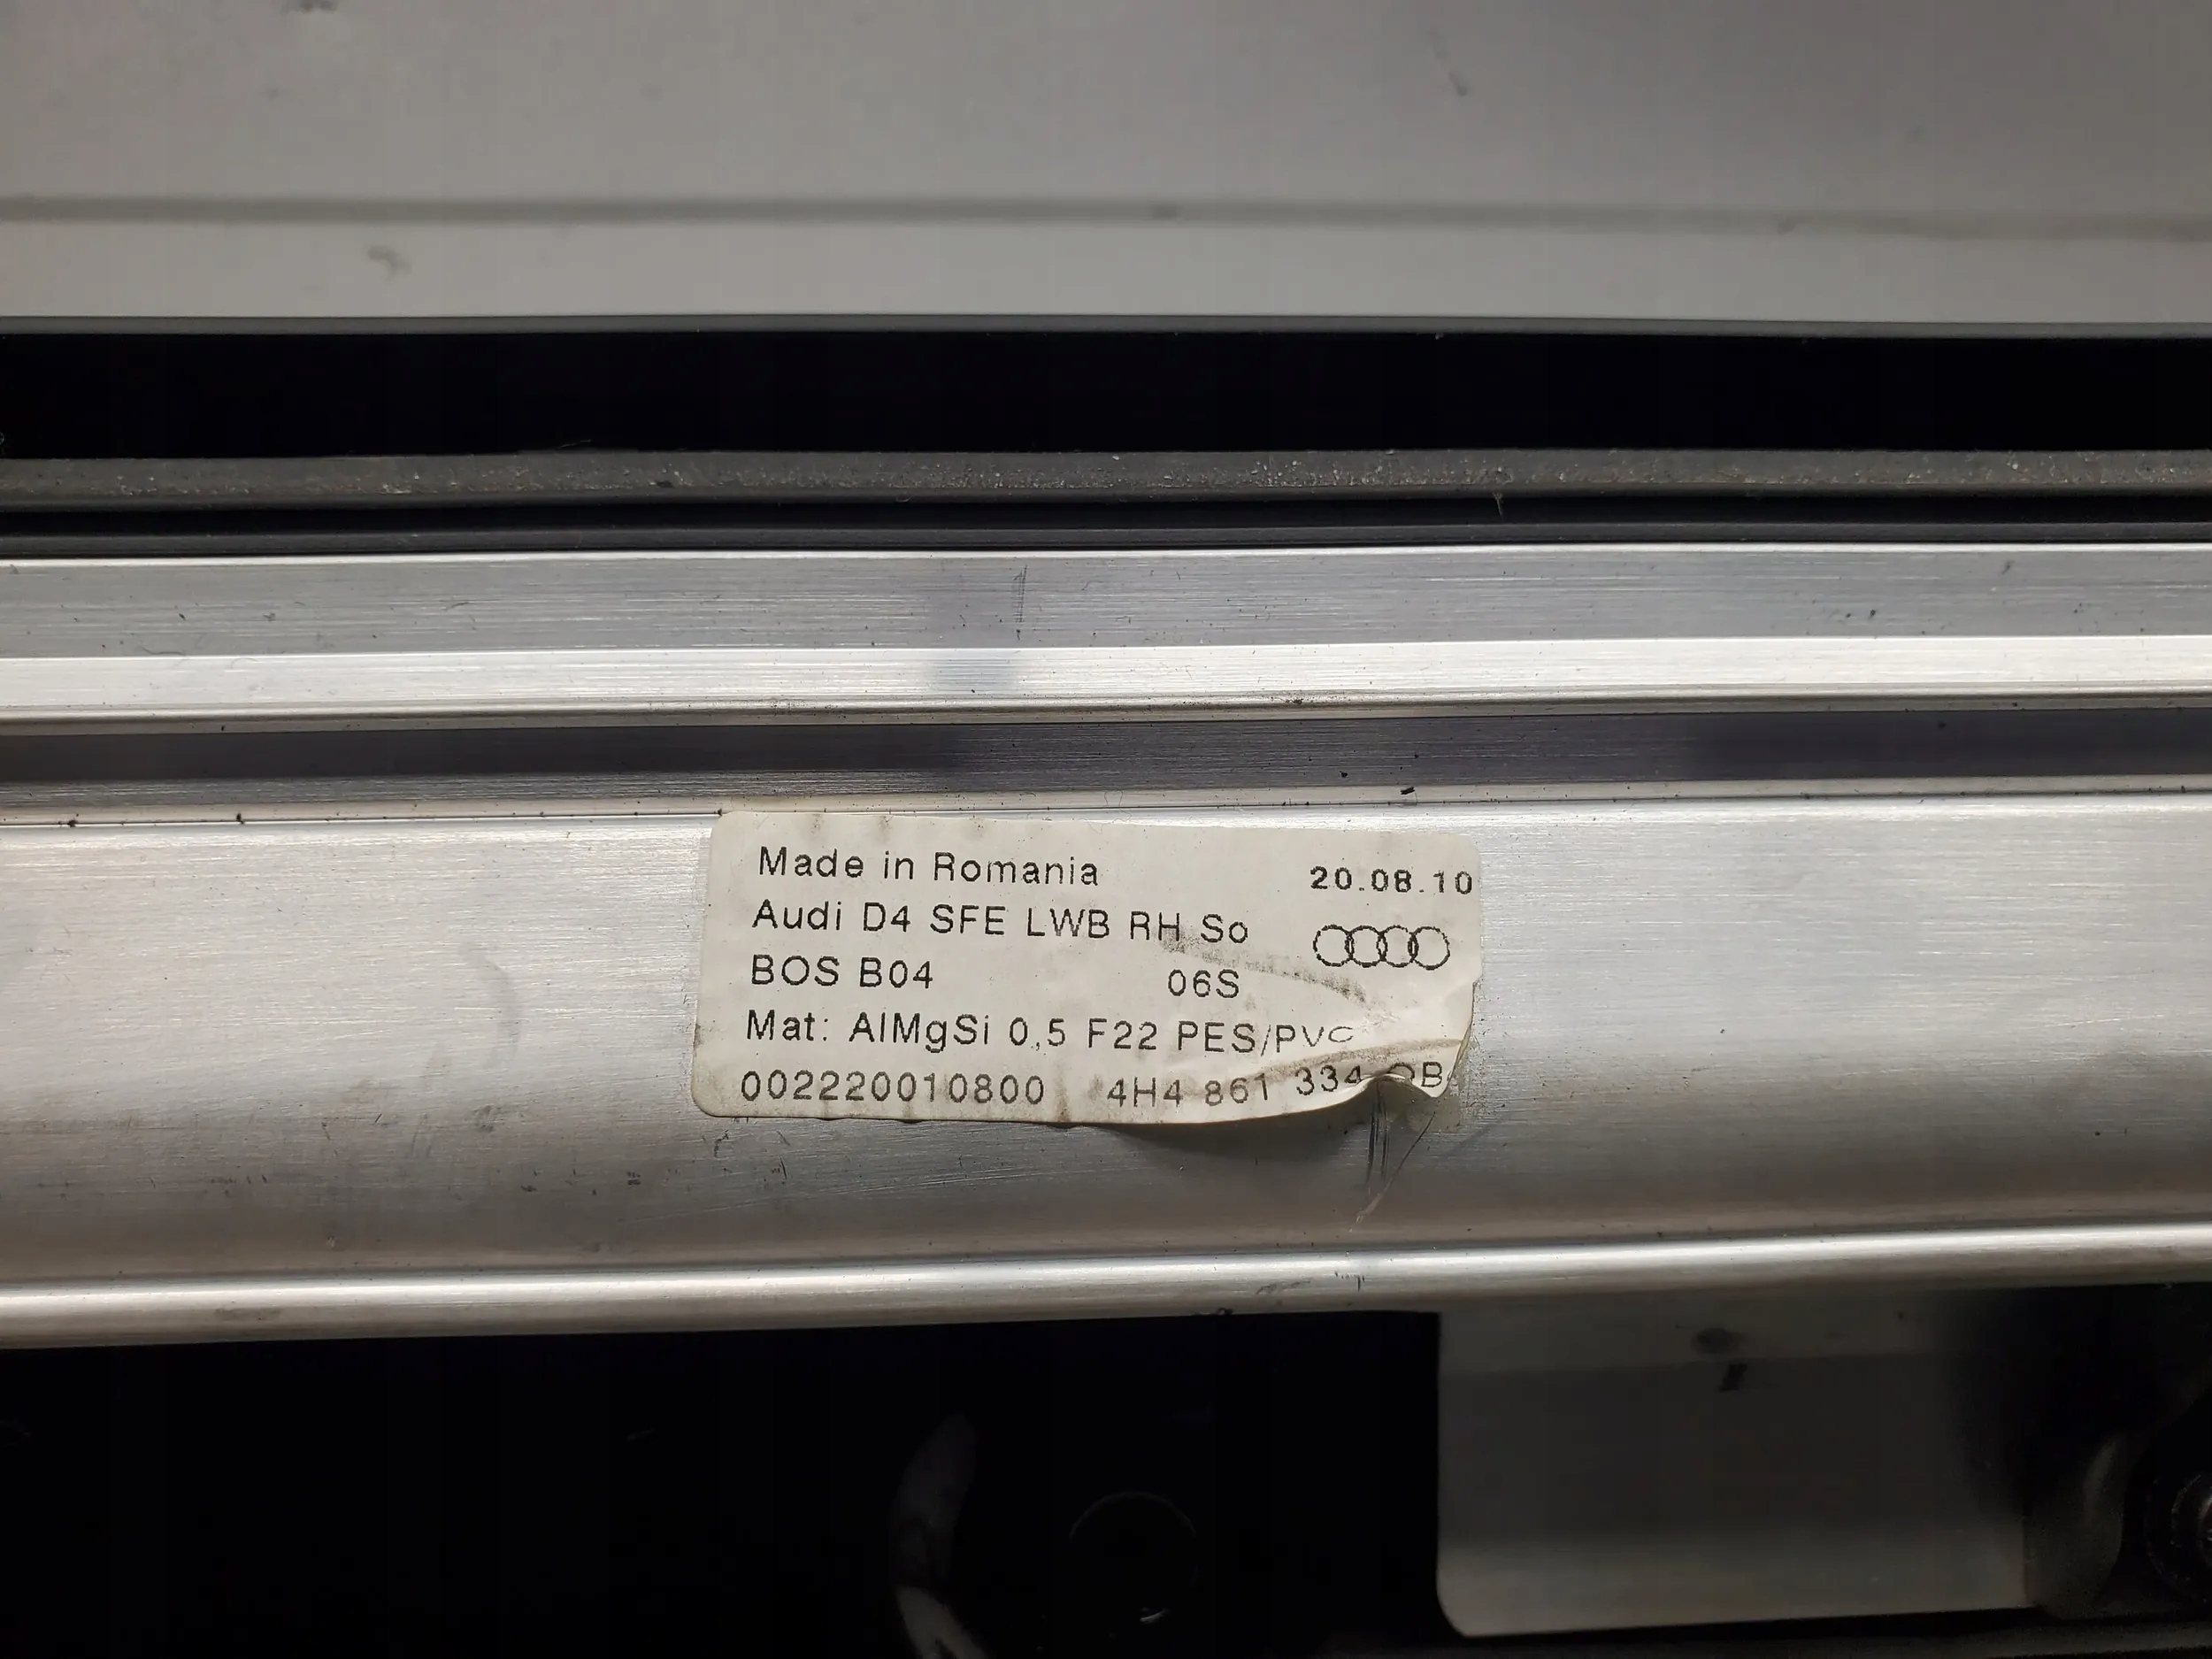 Made in Romania 20.08.10
Audi D4 SFE LWB RH So
BOS B04 06S
Mat: AlMgSi 0,5 F22 PES/PVC
002220010800 4H4 861 334